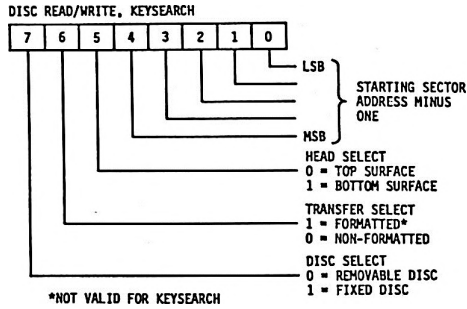 DISC READ/WRITE, KEYSEARCH
7 6 5 4 3 2 1 0
LSB
STARTING SECTOR
ADDRESS MINUS
ONE
MSB
HEAD SELECT
0 = TOP SURFACE
1 = BOTTOM SURFACE
TRANSFER SELECT
1 = FORMATTED*
0 = NON-FORMATTED
DISC SELECT
0 = REMOVABLE DISC
1 = FIXED DISC
*NOT VALID FOR KEYSEARCH